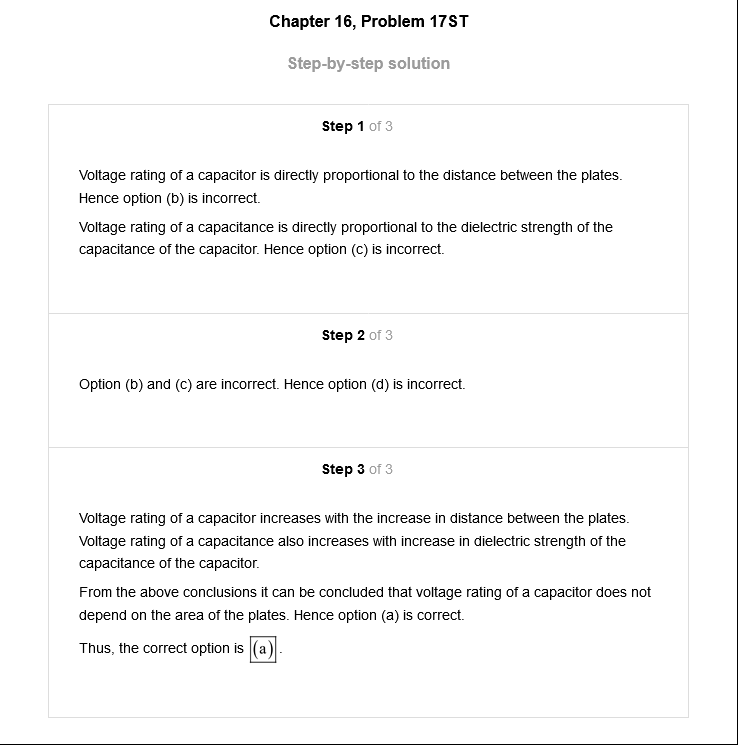 Chapter 16, Problem 17ST
Step-by-step solution
Step 1 of 3
Voltage rating of a capacitor is directly proportional to the distance between the plates.
Hence option (b) is incorrect.
Voltage rating of a capacitance is directly proportional to the dielectric strength of the
capacitance of the capacitor. Hence option (c) is incorrect.
Step 2 of 3
Option (b) and (c) are incorrect. Hence option (d) is incorrect.
Step 3 of 3
Voltage rating of a capacitor increases with the increase in distance between the plates.
Voltage rating of a capacitance also increases with increase in dielectric strength of the
capacitance of the capacitor.
From the above conclusions it can be concluded that voltage rating of a capacitor does not
depend on the area of the plates. Hence option (a) is correct.
Thus, the correct option is (a).